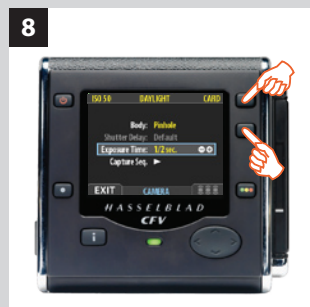 8
ISO 50 DAYLIGHT CARD
Body: Pinhole
Shutter Delay: Default
Exposure Time: 1/2 sec.
Capture Seq.
EXIT CAMERA
HASSELBLAD
CFV
i